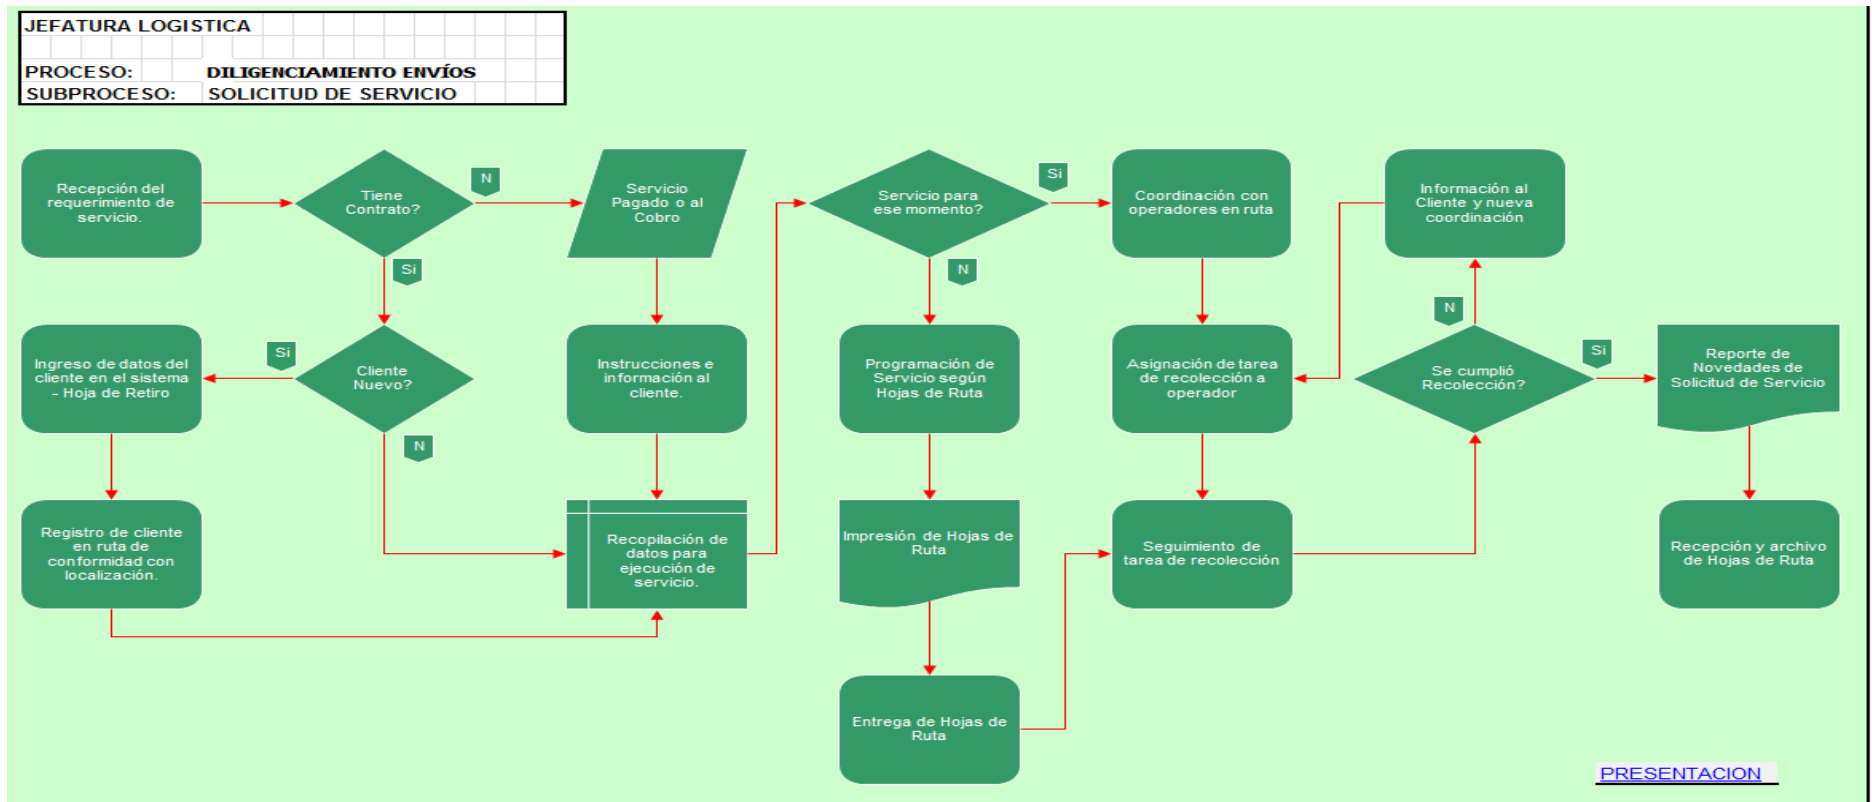 JEFATURA LOGISTICA
PROCESO: DILIGENCIAMIENTO ENVÍOS
SUBPROCESO: SOLICITUD DE SERVICIO
Recepción del
requerimiento de
servicio.
Tiene
Contrato?
N
Si
Servicio
Pagado o al
Cobro
Servicio para
ese momento?
Si
N
Coordinación con
operadores en ruta
Información al
Cliente y nueva
coordinación
Ingreso de datos del
cliente en el sistema
– Hoja de Retiro
Si
Cliente
Nuevo?
N
Instrucciones e
información al
cliente.
Programación de
Servicio según
Hojas de Ruta
Asignación de tarea
de recolección a
operador
N
Se cumplió
Recolección?
Si
Reporte de
Novedades de
Solicitud de Servicio
Registro de cliente
en ruta de
conformidad con
localización.
Recopilación de
datos para
ejecución de
servicio.
Impresión de Hojas de
Ruta
Seguimiento de
tarea de recolección
Recepción y archivo
de Hojas de Ruta
Entrega de Hojas de
Ruta
PRESENTACION